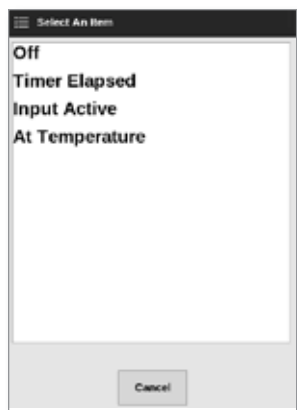 Select An Item
Off
Timer Elapsed
Input Active
At Temperature
Cancel